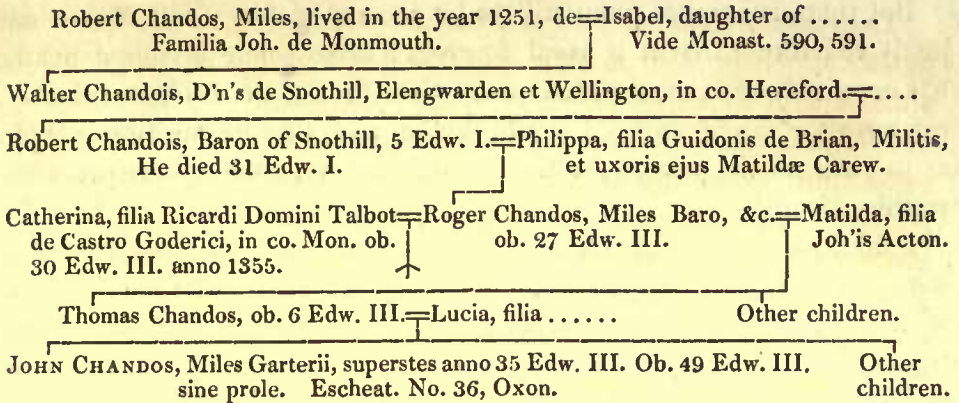 Robert Chandos, Miles, lived in the year 1251, de=Isabel, daughter of ......
Familia Joh. de Monmouth. Vide Monast. 590, 591.
Walter Chandois, D'n's de Snothill, Elengwarden et Wellington, in co. Hereford.=....
Robert Chandois, Baron of Snothill, 5 Edw. I.=Philippa, filia Guidonis de Brian, Militis,
He died 31 Edw. I. et uxoris ejus Matildæ Carew.
Catherina, filia Ricardi Domini Talbot=Roger Chandos, Miles Baro, &c.=Matilda, filia
de Castro Goderici, in co. Mon. ob. ob. 27 Edw. III. Joh'is Acton.
30 Edw. III. anno 1355.
Thomas Chandos, ob. 6 Edw. III.=Lucia, filia ...... Other children.
JOHN CHANDOS, Miles Garterii, superstes anno 35 Edw. III. Ob. 49 Edw. III. Other
sine prole. Escheat. No. 36, Oxon. children.